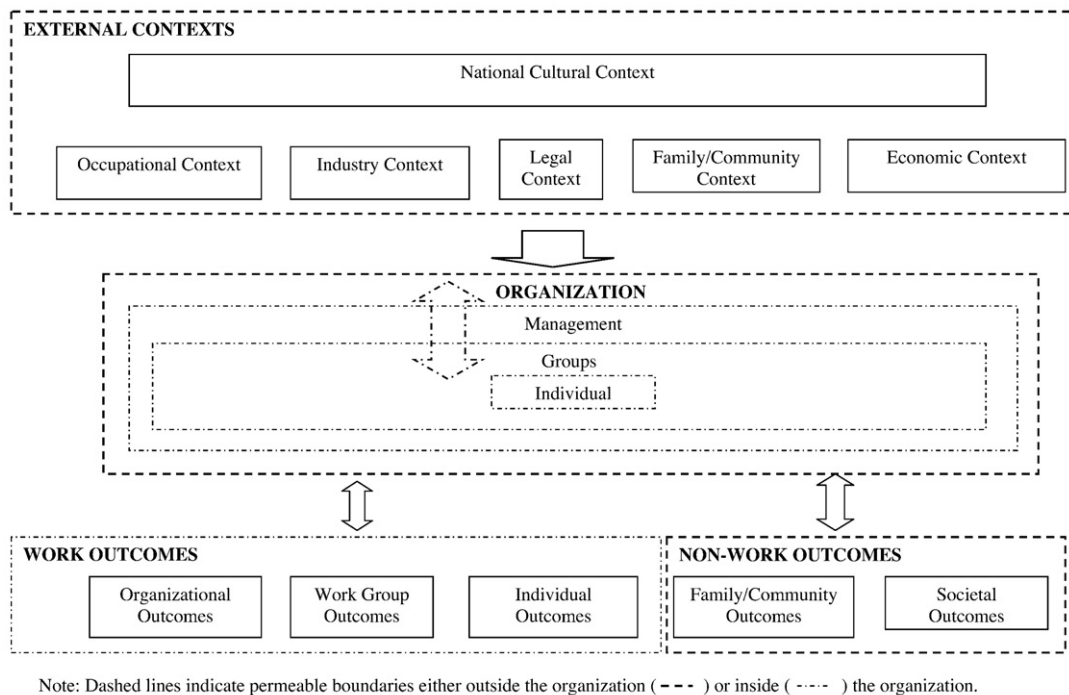 EXTERNAL CONTEXTS
National Cultural Context
Occupational Context
Industry Context
Legal
Context
Family/Community
Context
Economic Context
ORGANIZATION
Management
Groups
Individual
WORK OUTCOMES
Organizational
Outcomes
Work Group
Outcomes
Individual
Outcomes
NON-WORK OUTCOMES
Family/Community
Outcomes
Societal
Outcomes
Note: Dashed lines indicate permeable boundaries either outside the organization ( - - - ) or inside ( -·-·- ) the organization.